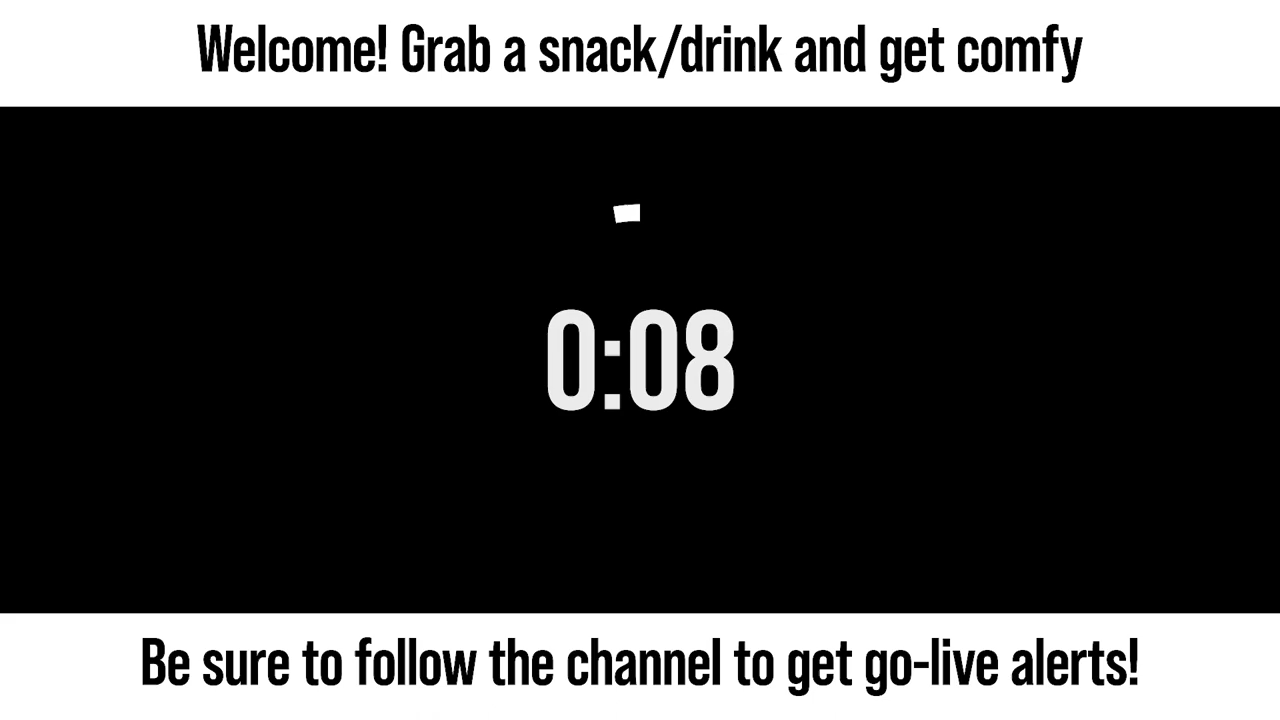 Welcome! Grab a snack/drink and get comfy
0:08
Be sure to follow the channel to get go-live alerts!